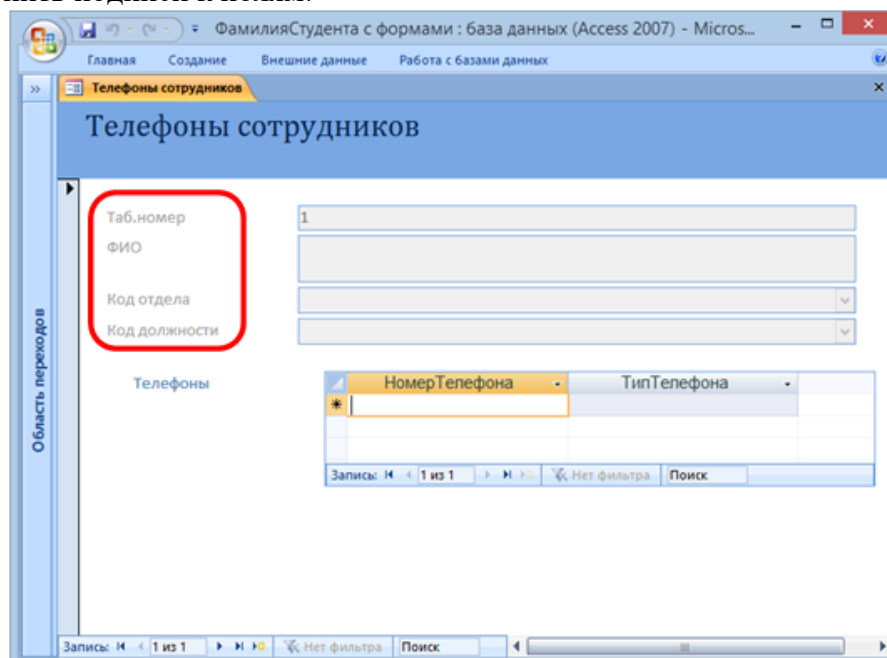 ФамилияСтудента с формами : база данных (Access 2007) - Micros...
Главная Создание Внешние данные Работа с базами данных
Телефоны сотрудников
Телефоны сотрудников
Таб.номер 1
ФИО
Код отдела
Код должности
Область переходов
Телефоны НомерТелефона ТипТелефона
Запись: 1 из 1 Нет фильтра Поиск
Запись: 1 из 1 Нет фильтра Поиск